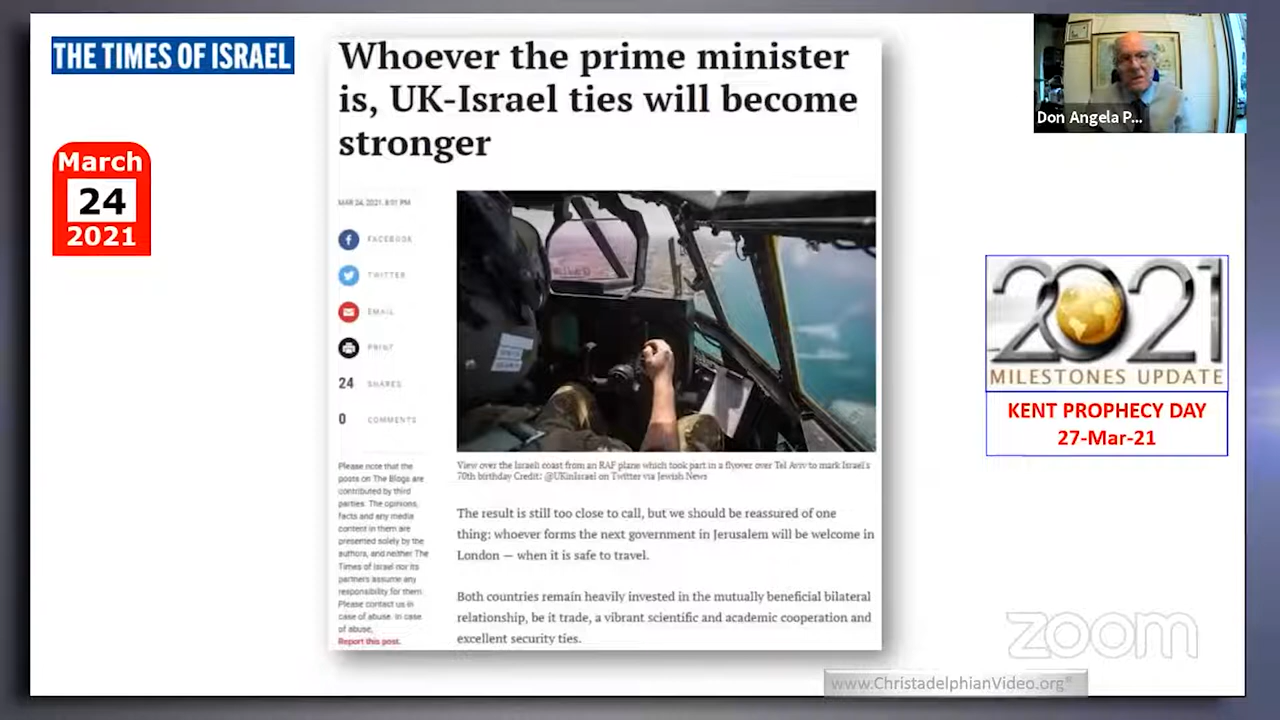 THE TIMES OF ISRAEL
March
24
2021
Whoever the prime minister
is, UK-Israel ties will become
stronger
MAR 24, 2021, 8:51 PM
FACEBOOK
TWITTER
EMAIL
PRINT
24 SHARES
0 COMMENTS
Please note that the
posts on The Blogs are
contributed by third
parties. The opinions,
facts and any media
content in them are
presented solely by the
authors, and neither The
Times of Israel nor its
partners assume any
responsibility for them.
Please contact us in
case of abuse. In case
of abuse,
Report this post.
View over the Israeli coast from an RAF plane which took part in a flyover over Tel Aviv to mark Israel's
70th birthday Credit: @UKinIsrael on Twitter via Jewish News
The result is still too close to call, but we should be reassured of one
thing: whoever forms the next government in Jerusalem will be welcome in
London — when it is safe to travel.
Both countries remain heavily invested in the mutually beneficial bilateral
relationship, be it trade, a vibrant scientific and academic cooperation and
excellent security ties.
Don Angela P...
2021
MILESTONES UPDATE
KENT PROPHECY DAY
27-Mar-21
zoom
www.ChristadelphianVideo.org®